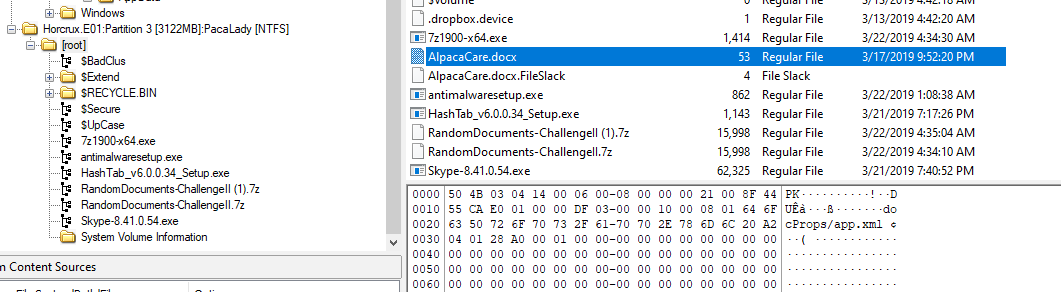 Windows
Horcrux.E01:Partition 3 [3122MB]:PacaLady [NTFS]
[root]
$BadClus
$Extend
$RECYCLE.BIN
$Secure
$UpCase
7z1900-x64.exe
antimalwaresetup.exe
HashTab_v6.0.0.34_Setup.exe
RandomDocuments-ChallengeII (1).7z
RandomDocuments-ChallengeII.7z
Skype-8.41.0.54.exe
System Volume Information
m Content Sources
.dropbox.device 1 Regular File 3/13/2019 4:42:20 AM
7z1900-x64.exe 1,414 Regular File 3/22/2019 4:34:30 AM
AlpacaCare.docx 53 Regular File 3/17/2019 9:52:20 PM
AlpacaCare.docx.FileSlack 4 File Slack
antimalwaresetup.exe 862 Regular File 3/22/2019 1:08:38 AM
HashTab_v6.0.0.34_Setup.exe 1,143 Regular File 3/21/2019 7:17:26 PM
RandomDocuments-ChallengeII (1).7z 15,998 Regular File 3/22/2019 4:35:04 AM
RandomDocuments-ChallengeII.7z 15,998 Regular File 3/22/2019 4:34:10 AM
Skype-8.41.0.54.exe 62,325 Regular File 3/21/2019 7:40:52 PM
0000 50 4B 03 04 14 00 06 00-08 00 00 00 21 00 8F 44 PK··········!··D
0010 55 CA E0 01 00 00 DF 03-00 00 10 00 08 01 64 6F UÊà···ß·······do
0020 63 50 72 6F 70 73 2F 61-70 70 2E 78 6D 6C 20 A2 cProps/app.xml ¢
0030 04 01 28 A0 00 01 00 00-00 00 00 00 00 00 00 00 ··( ············
0040 00 00 00 00 00 00 00 00-00 00 00 00 00 00 00 00 ················
0050 00 00 00 00 00 00 00 00-00 00 00 00 00 00 00 00 ················
0060 00 00 00 00 00 00 00 00-00 00 00 00 00 00 00 00 ················